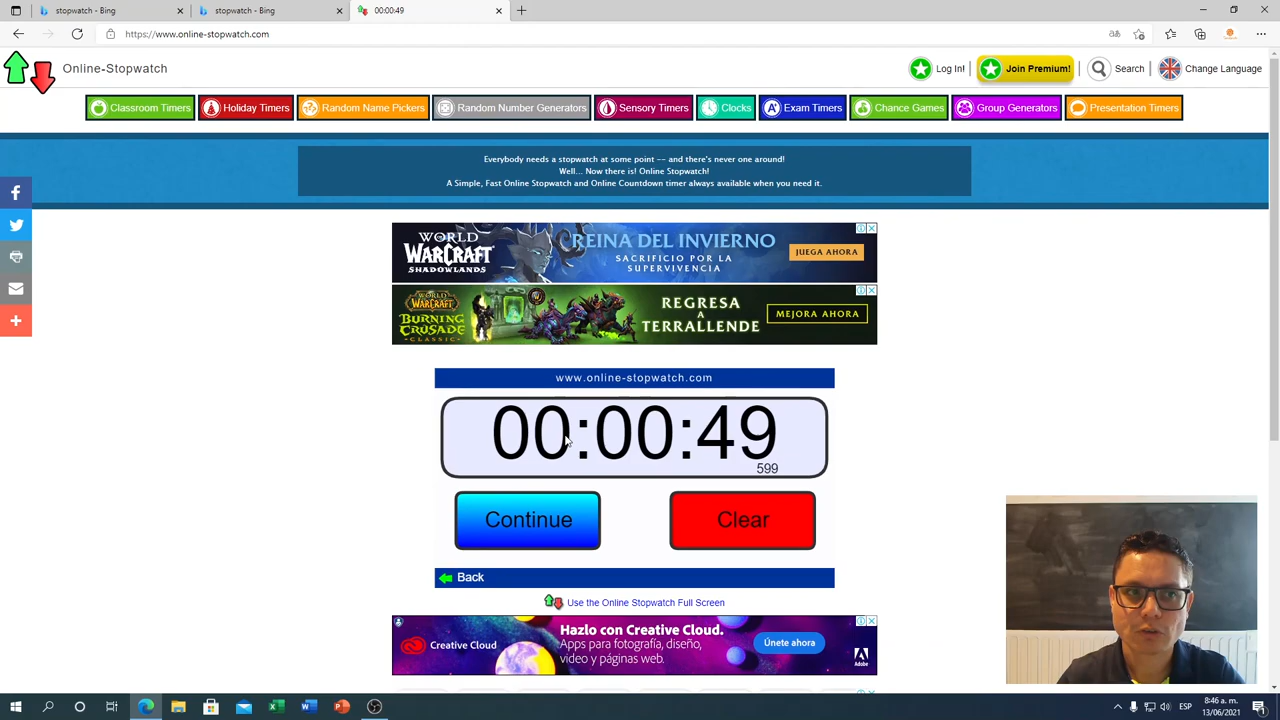 stopwatch - Bing
stopwatch - Bing
00:00:49
https://www.online-stopwatch.com
Online-Stopwatch
Log In! | Join Premium! | Search | Change Language
Classroom Timers
Holiday Timers
Random Name Pickers
Random Number Generators
Sensory Timers
Clocks
Exam Timers
Chance Games
Group Generators
Presentation Timers
Everybody needs a stopwatch at some point -- and there's never one around!
Well... Now there is! Online Stopwatch!
A Simple, Fast Online Stopwatch and Online Countdown timer always available when you need it.
WORLD
WARCRAFT
SHADOWLANDS
REINA DEL INVIERNO
SACRIFICIO POR LA
SUPERVIVENCIA
JUEGA AHORA
WORLD
WARCRAFT
BURNING
CRUSADE
CLASSIC
REGRESA
A
TERRALLENDE
MEJORA AHORA
www.online-stopwatch.com
00:00:49
599
Continue
Clear
Back
Use the Online Stopwatch Full Screen
Creative Cloud
Hazlo con Creative Cloud.
Apps para fotografía, diseño,
video y páginas web.
Únete ahora
Adobe
ESP
8:46 a. m.
13/06/2021